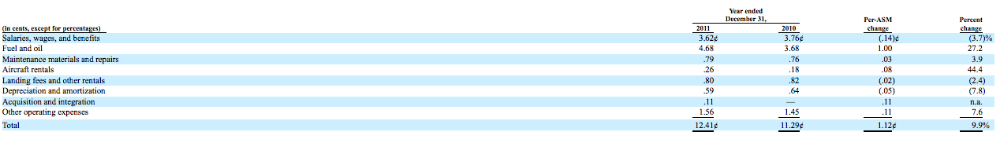 Year ended
December 31,
Per-ASM
Percent
(in cents, except for percentages)
2011
2010
change
change
Salaries, wages, and benefits 3.62¢ 3.76¢ (.14)¢ (3.7)%
Fuel and oil 4.68 3.68 1.00 27.2
Maintenance materials and repairs .79 .76 .03 3.9
Aircraft rentals .26 .18 .08 44.4
Landing fees and other rentals .80 .82 (.02) (2.4)
Depreciation and amortization .59 .64 (.05) (7.8)
Acquisition and integration .11 — .11 n.a.
Other operating expenses 1.56 1.45 .11 7.6
Total 12.41¢ 11.29¢ 1.12¢ 9.9%